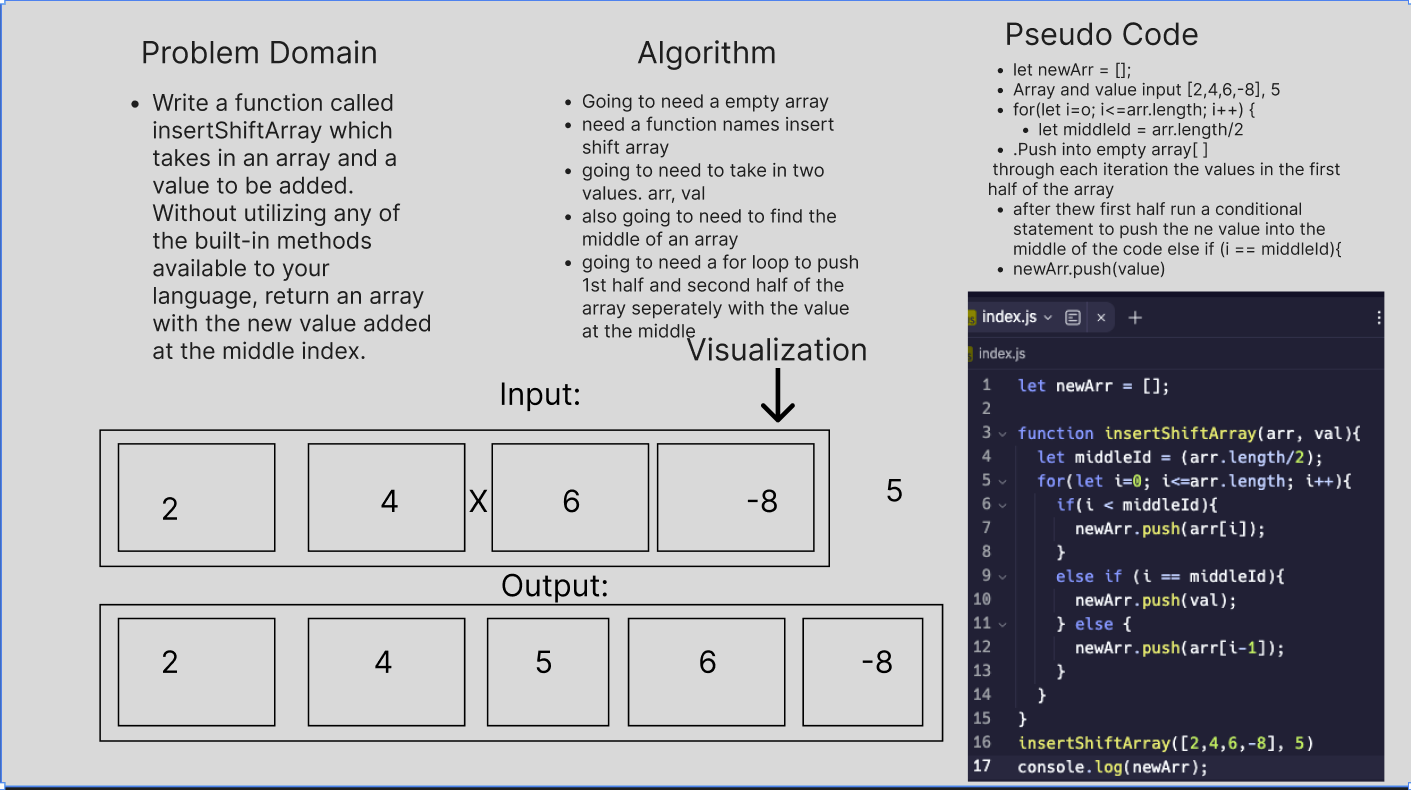 Problem Domain
• Write a function called
insertShiftArray which
takes in an array and a
value to be added.
Without utilizing any of
the built-in methods
available to your
language, return an array
with the new value added
at the middle index.
Algorithm
• Going to need a empty array
• need a function names insert
shift array
• going to need to take in two
values. arr, val
• also going to need to find the
middle of an array
• going to need a for loop to push
1st half and second half of the
array seperately with the value
at the middle
Pseudo Code
• let newArr = [];
• Array and value input [2,4,6,-8], 5
• for(let i=o; i<=arr.length; i++) {
• let middleId = arr.length/2
• .Push into empty array[ ]
through each iteration the values in the first
half of the array
• after thew first half run a conditional
statement to push the ne value into the
middle of the code else if (i == middleId){
• newArr.push(value)
Visualization
Input:
2 4 X 6 -8 5
Output:
2 4 5 6 -8
index.js
index.js
1 let newArr = [];
2
3 function insertShiftArray(arr, val){
4 let middleId = (arr.length/2);
5 for(let i=0; i<=arr.length; i++){
6 if(i < middleId){
7 newArr.push(arr[i]);
8 }
9 else if (i == middleId){
10 newArr.push(val);
11 } else {
12 newArr.push(arr[i-1]);
13 }
14 }
15 }
16 insertShiftArray([2,4,6,-8], 5)
17 console.log(newArr);